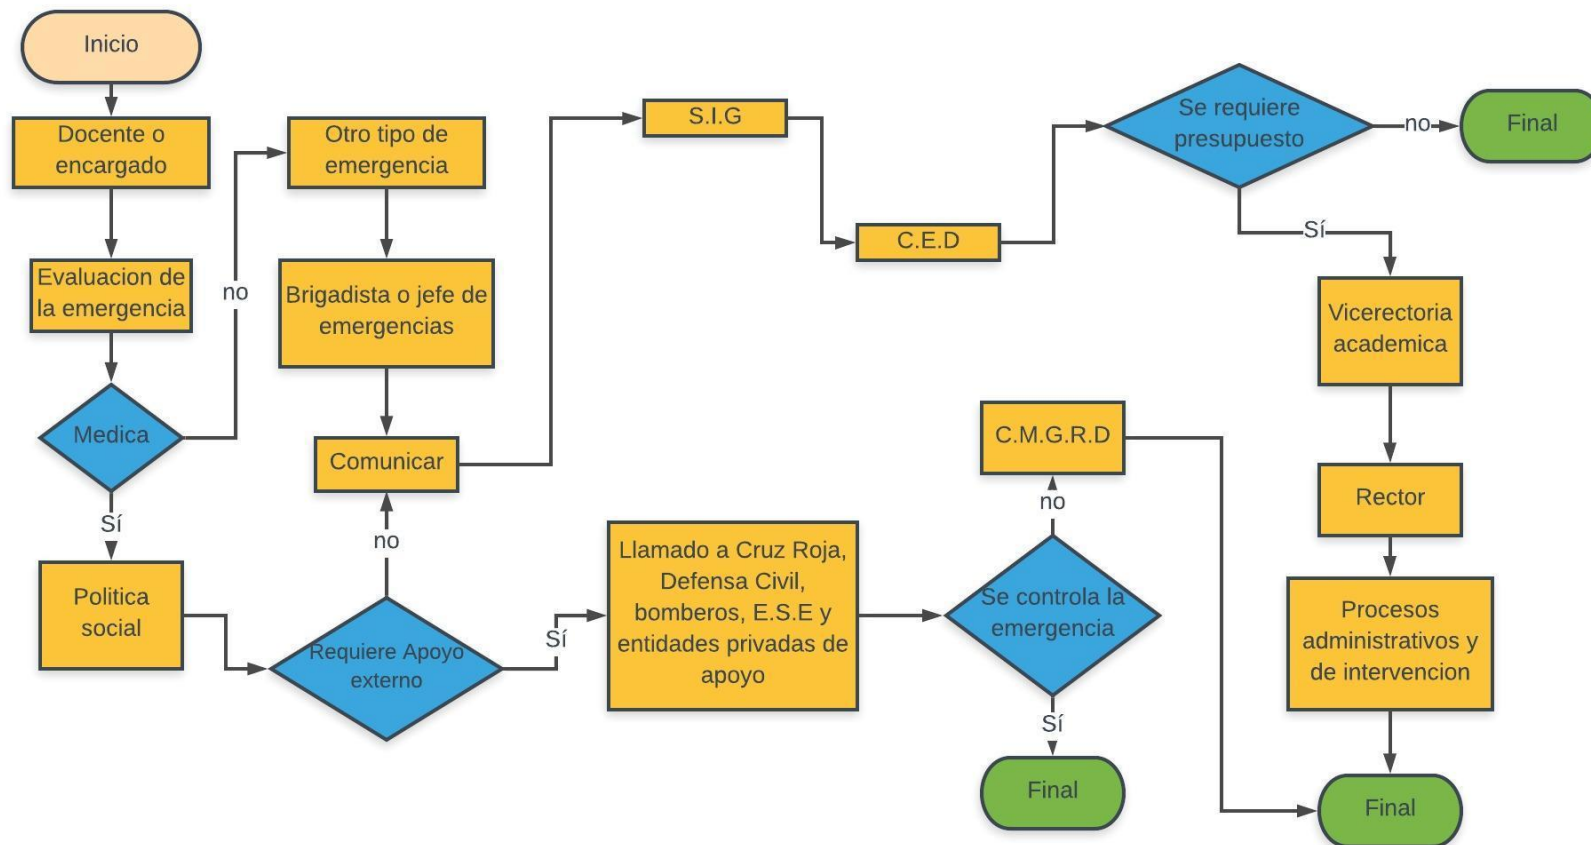 Inicio
Docente o
encargado
Evaluacion de
la emergencia
Medica
no
Sí
Politica
social
Otro tipo de
emergencia
Brigadista o jefe de
emergencias
Comunicar
no
Requiere Apoyo
externo
Sí
Llamado a Cruz Roja,
Defensa Civil,
bomberos, E.S.E y
entidades privadas de
apoyo
Se controla la
emergencia
no
C.M.G.R.D
Sí
Final
S.I.G
C.E.D
Se requiere
presupuesto
no
Final
Sí
Vicerectoria
academica
Rector
Procesos
administrativos y
de intervencion
Final